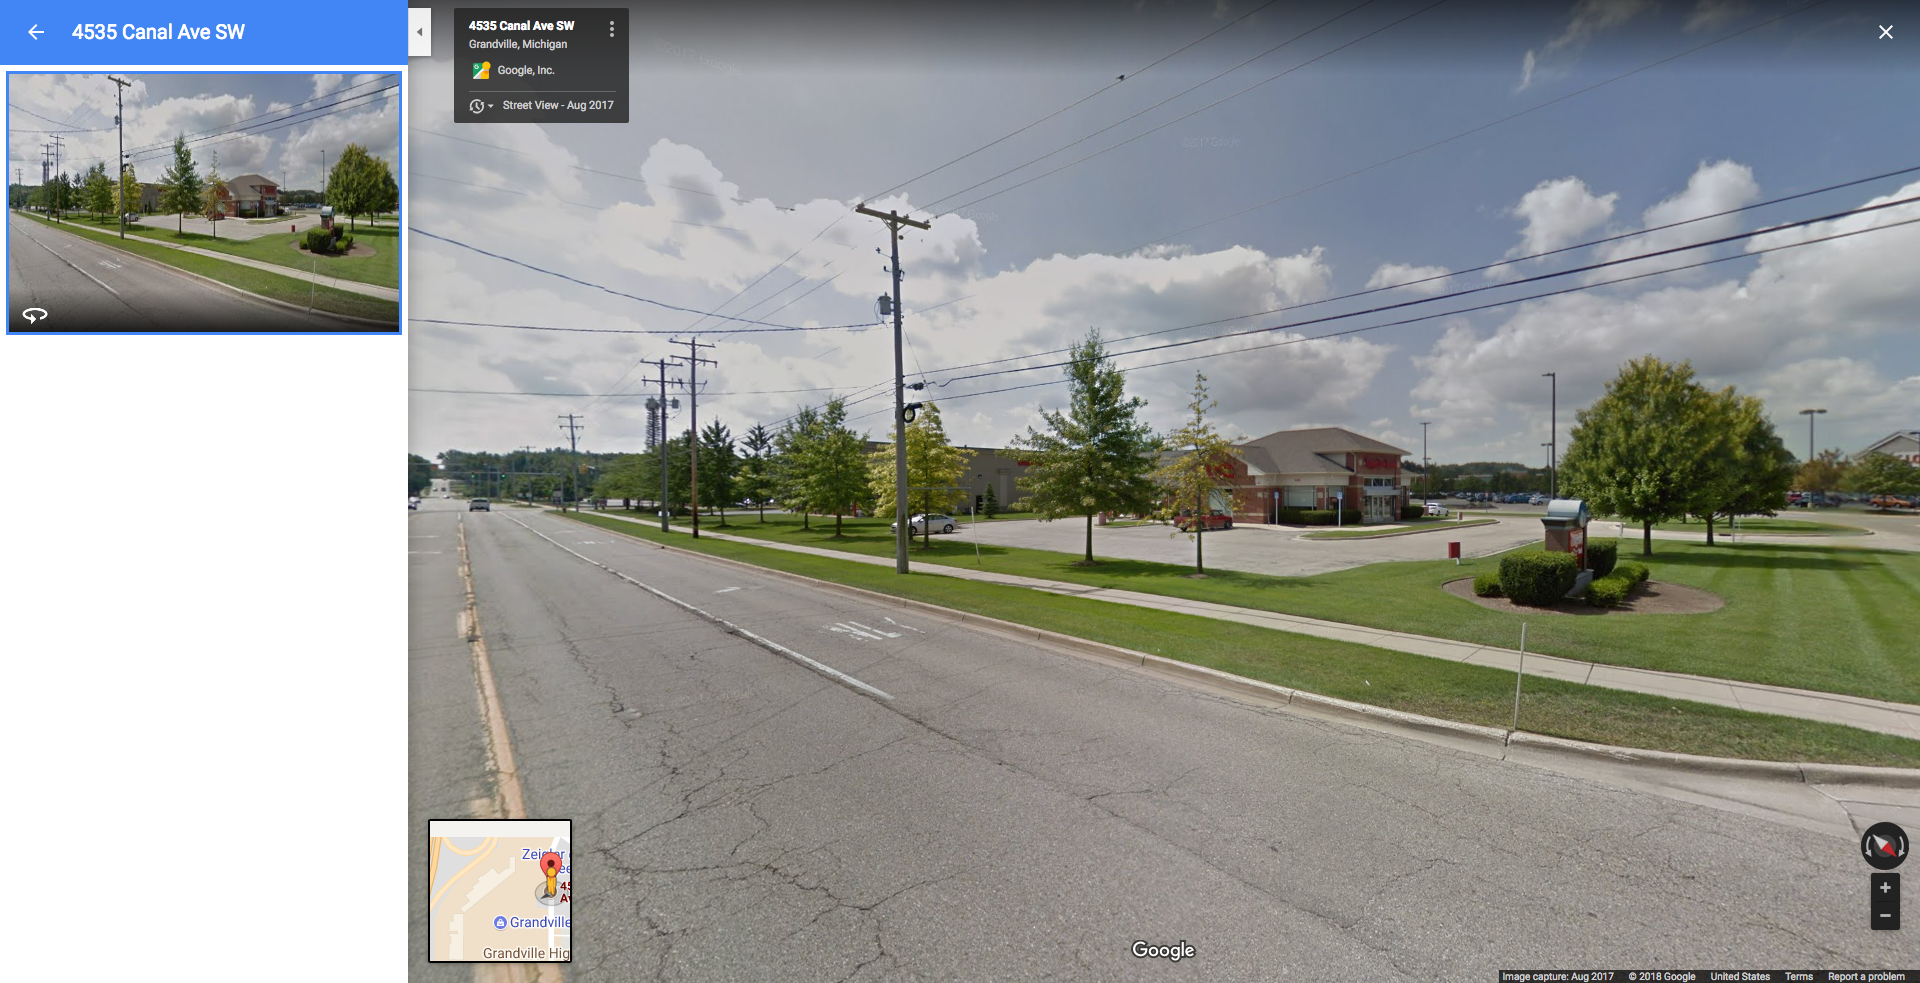 4535 Canal Ave SW
4535 Canal Ave SW
Grandville, Michigan
Google, Inc.
Street View - Aug 2017
Grandville
Grandville Hig
Google
Image capture: Aug 2017 © 2018 Google United States Terms Report a problem